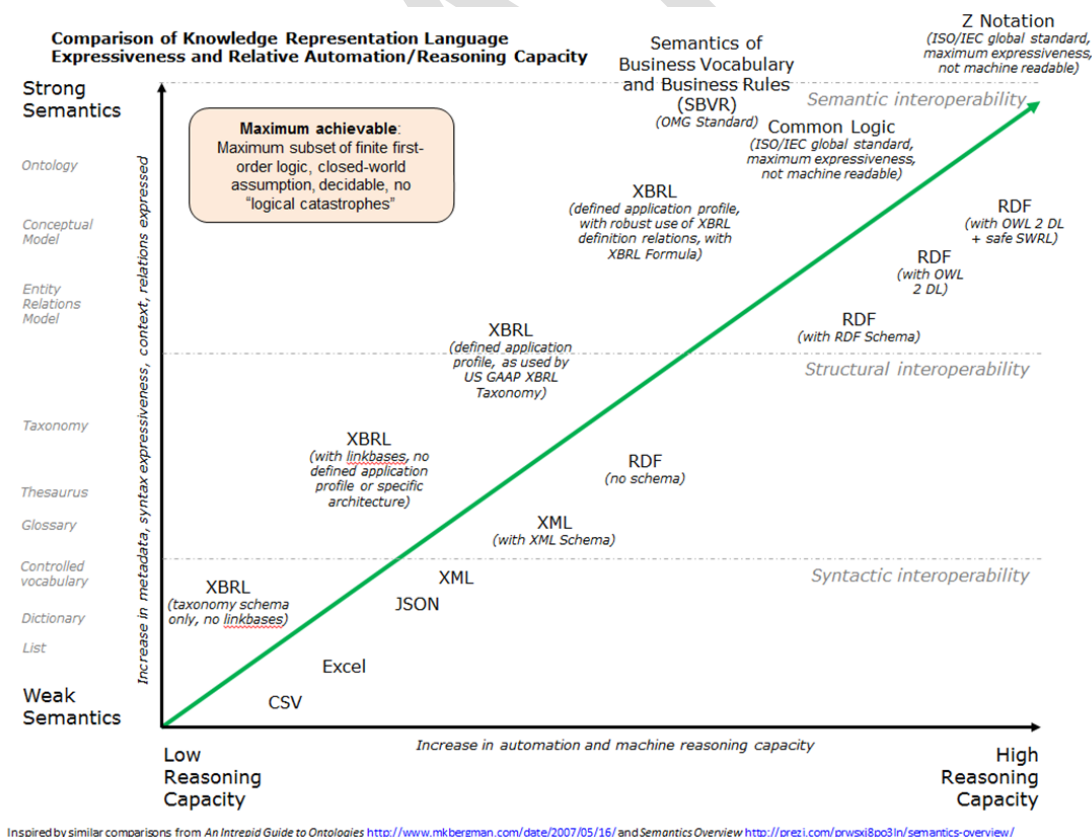 Comparison of Knowledge Representation Language
Expressiveness and Relative Automation/Reasoning Capacity
Strong
Semantics
Ontology
Conceptual
Model
Entity
Relations
Model
Taxonomy
Thesaurus
Glossary
Controlled
vocabulary
Dictionary
List
Weak
Semantics
Increase in metadata, syntax expressiveness, context, relations expressed
Maximum achievable:
Maximum subset of finite first-
order logic, closed-world
assumption, decidable, no
"logical catastrophes"
Semantics of
Business Vocabulary
and Business Rules
(SBVR)
(OMG Standard)
Z Notation
(ISO/IEC global standard,
maximum expressiveness,
not machine readable)
Semantic interoperability
Common Logic
(ISO/IEC global standard,
maximum expressiveness,
not machine readable)
XBRL
(defined application profile,
with robust use of XBRL
definition relations, with
XBRL Formula)
RDF
(with OWL 2 DL
+ safe SWRL)
RDF
(with OWL
2 DL)
RDF
(with RDF Schema)
XBRL
(defined application
profile, as used by
US GAAP XBRL
Taxonomy)
Structural interoperability
XBRL
(with linkbases, no
defined application
profile or specific
architecture)
RDF
(no schema)
XML
(with XML Schema)
Syntactic interoperability
XBRL
(taxonomy schema
only, no linkbases)
XML
JSON
Excel
CSV
Increase in automation and machine reasoning capacity
Low
Reasoning
Capacity
High
Reasoning
Capacity
Inspired by similar comparisons from An Intrepid Guide to Ontologies http://www.mkbergman.com/date/2007/05/16/ and Semantics Overview http://prezi.com/prwsxi8po3ln/semantics-overview/